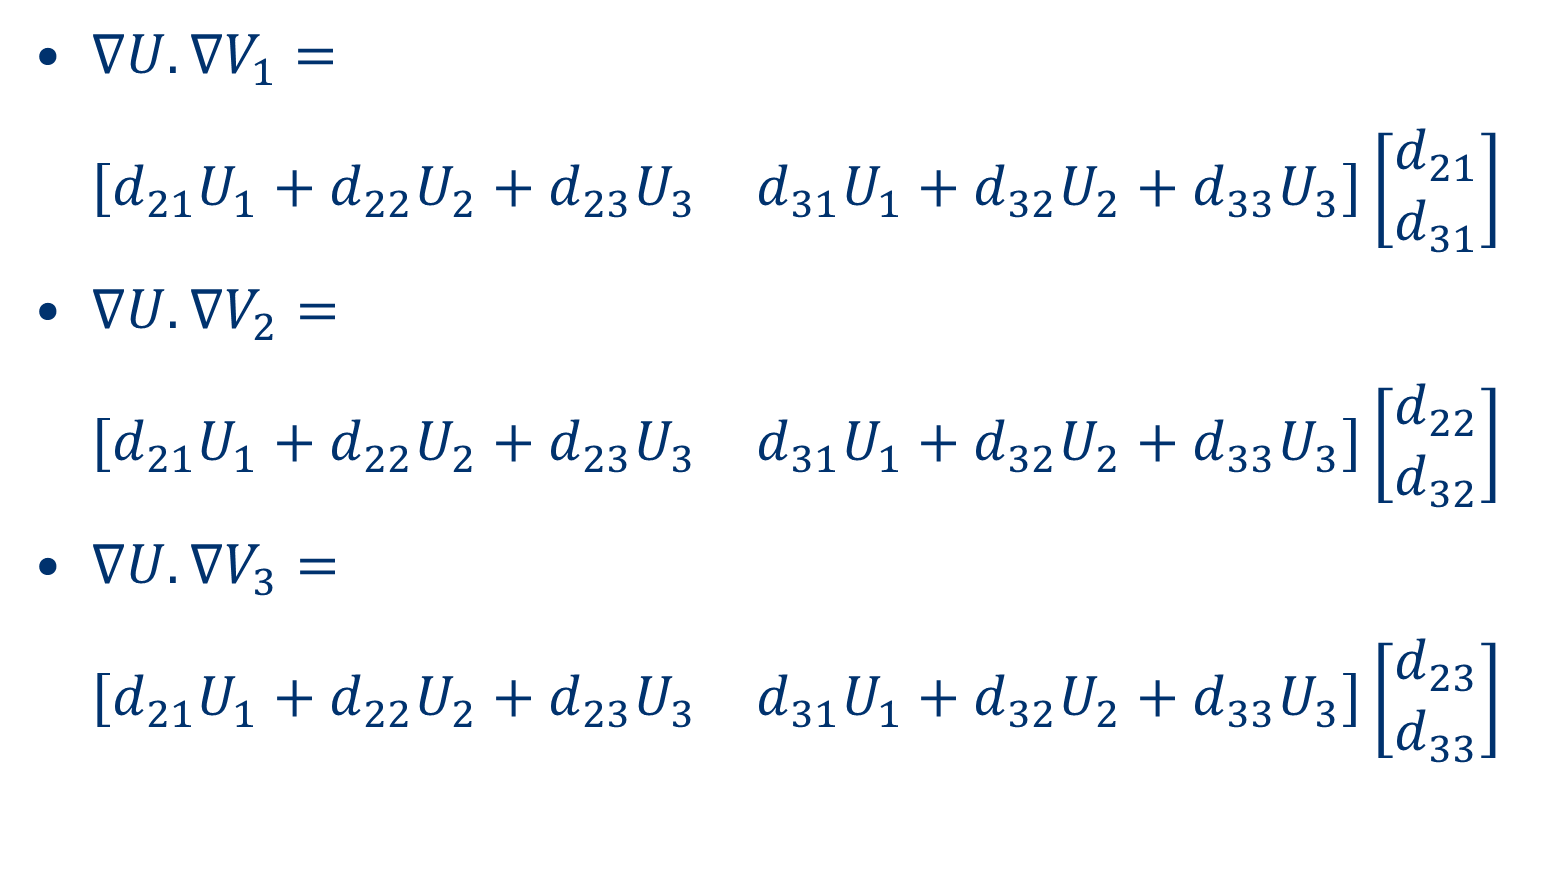 • ∇U.∇V₁ =
[d₂₁U₁ + d₂₂U₂ + d₂₃U₃ d₃₁U₁ + d₃₂U₂ + d₃₃U₃] [d₂₁ d₃₁]
• ∇U.∇V₂ =
[d₂₁U₁ + d₂₂U₂ + d₂₃U₃ d₃₁U₁ + d₃₂U₂ + d₃₃U₃] [d₂₂ d₃₂]
• ∇U.∇V₃ =
[d₂₁U₁ + d₂₂U₂ + d₂₃U₃ d₃₁U₁ + d₃₂U₂ + d₃₃U₃] [d₂₃ d₃₃]